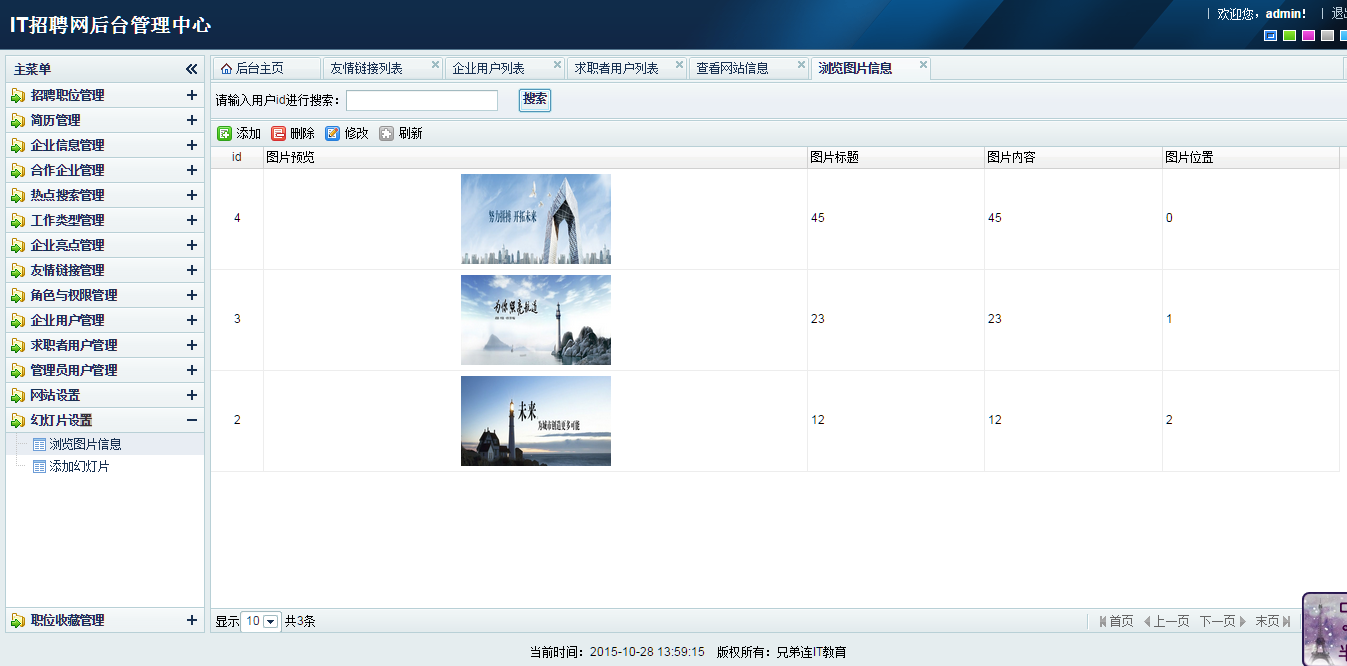 IT招聘网后台管理中心
欢迎您，admin!
主菜单
招聘职位管理
简历管理
企业信息管理
合作企业管理
热点搜索管理
工作类型管理
企业亮点管理
友情链接管理
角色与权限管理
企业用户管理
求职者用户管理
管理员用户管理
网站设置
幻灯片设置
浏览图片信息
添加幻灯片
职位收藏管理
后台主页 友情链接列表 企业用户列表 求职者用户列表 查看网站信息 浏览图片信息
请输入用户id进行搜索： 搜索
添加 删除 修改 刷新
id 图片预览 图片标题 图片内容 图片位置
4 45 45 0
努力拼搏 开拓未来
3 23 23 1
为你照亮航道
2 12 12 2
未来，
为城市创造更多可能
显示 10 共3条
首页 上一页 下一页 末页
当前时间：2015-10-28 13:59:15 版权所有：兄弟连IT教育